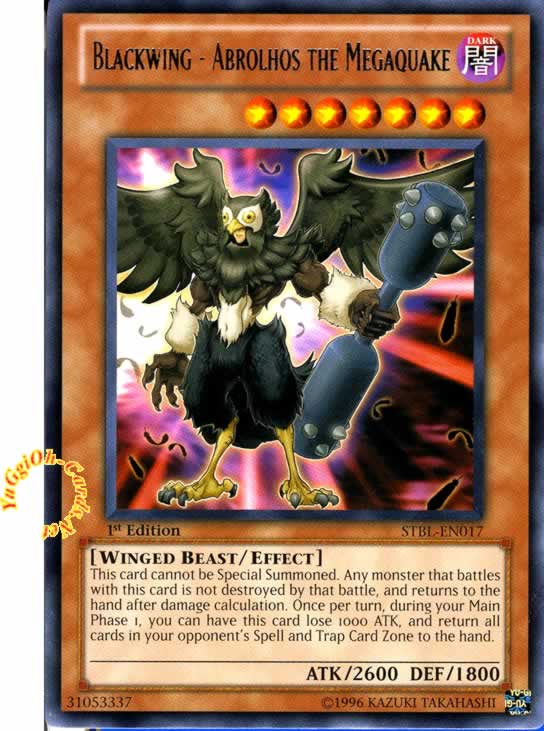 BLACKWING - ABROLHOS THE MEGAQUAKE
DARK
闇
YuGgiOh-Cards.Net
1st Edition
STBL-EN017
[WINGED BEAST/EFFECT]
This card cannot be Special Summoned. Any monster that battles
with this card is not destroyed by that battle, and returns to the
hand after damage calculation. Once per turn, during your Main
Phase 1, you can have this card lose 1000 ATK, and return all
cards in your opponent's Spell and Trap Card Zone to the hand.
ATK/2600 DEF/1800
31053337
©1996 KAZUKI TAKAHASHI